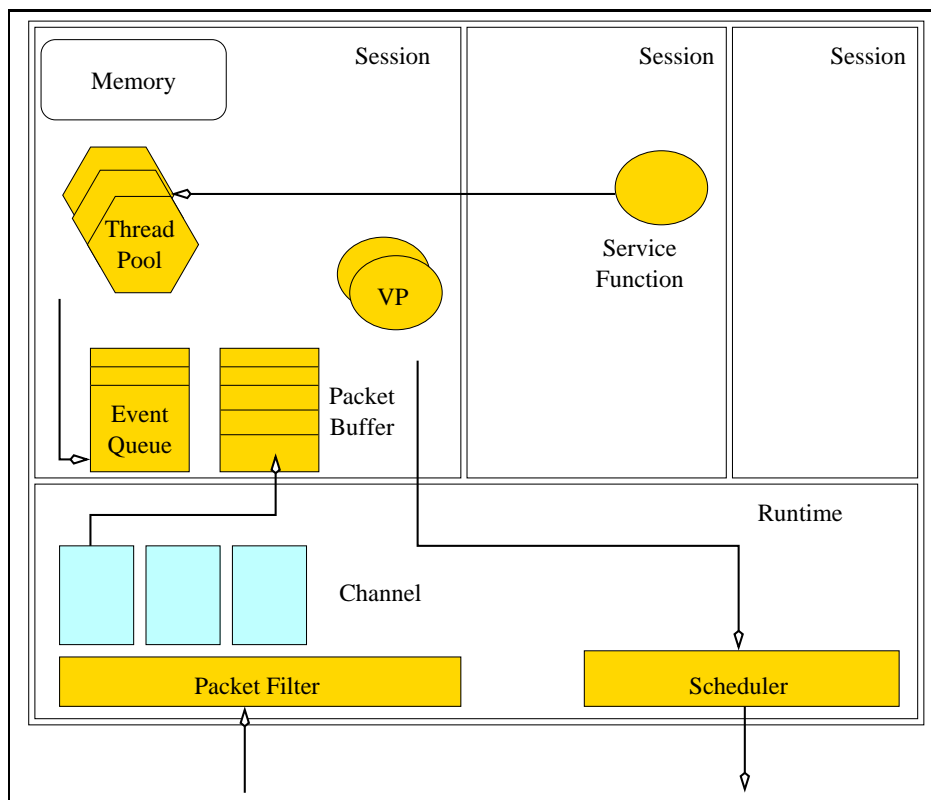 Session
Session
Session
Memory
Thread
Pool
Service
Function
VP
Packet
Buffer
Event
Queue
Runtime
Channel
Packet Filter
Scheduler